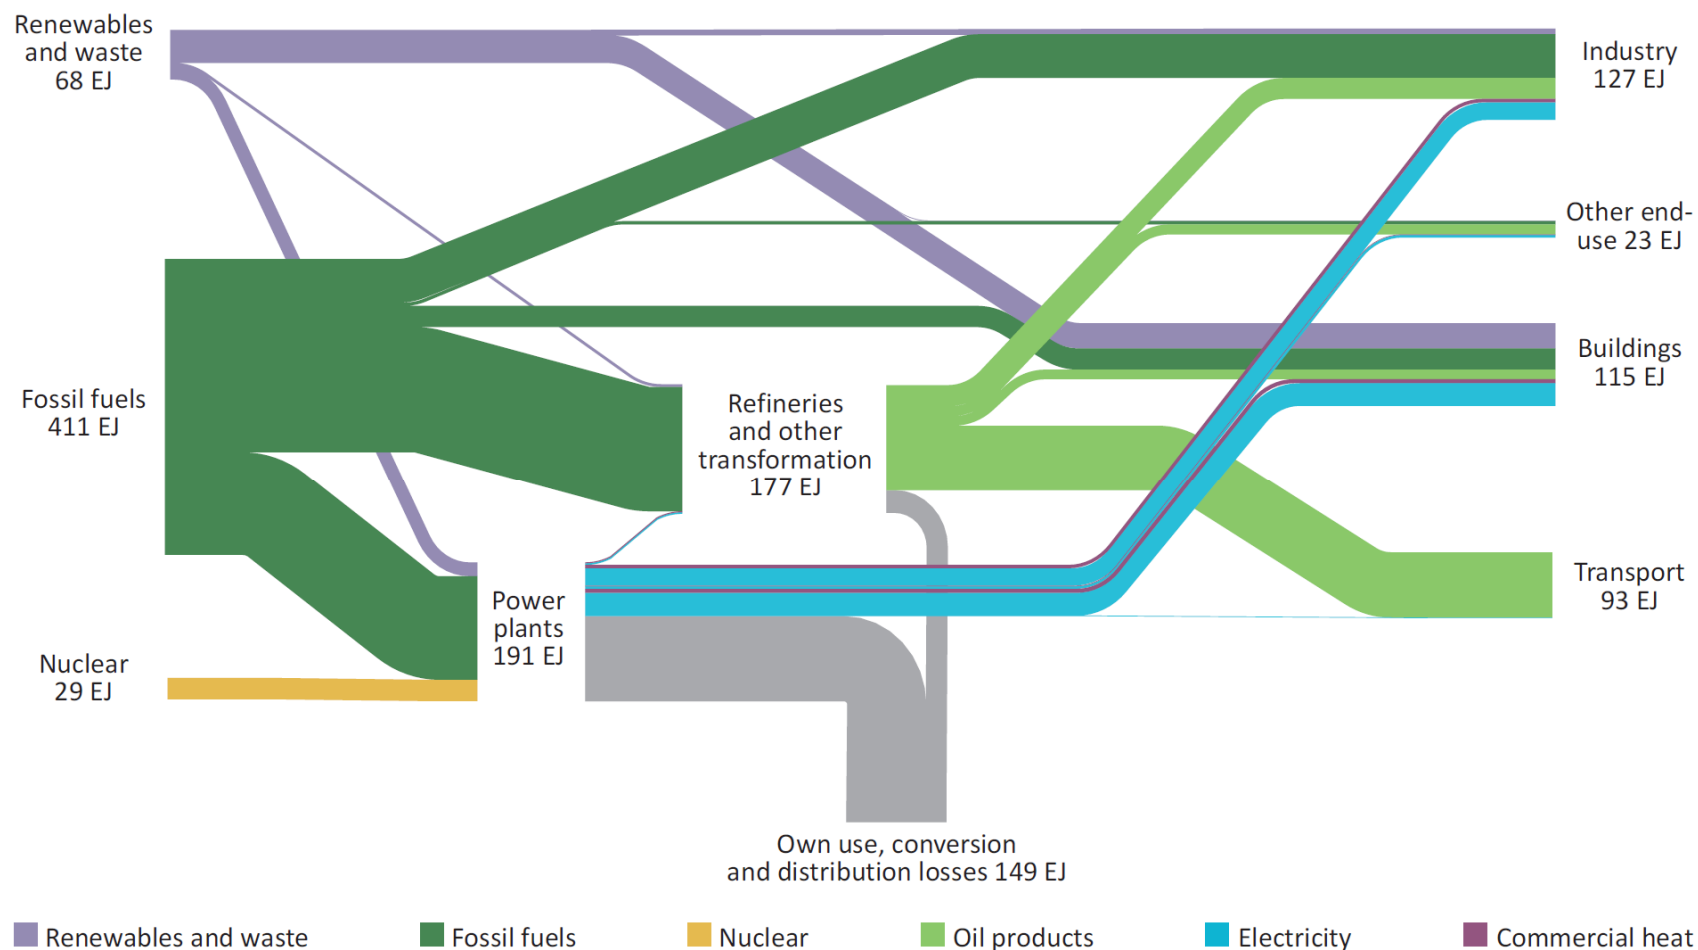 Renewables
and waste
68 EJ
Fossil fuels
411 EJ
Nuclear
29 EJ
Refineries
and other
transformation
177 EJ
Power
plants
191 EJ
Own use, conversion
and distribution losses 149 EJ
Industry
127 EJ
Other end-
use 23 EJ
Buildings
115 EJ
Transport
93 EJ
Renewables and waste
Fossil fuels
Nuclear
Oil products
Electricity
Commercial heat